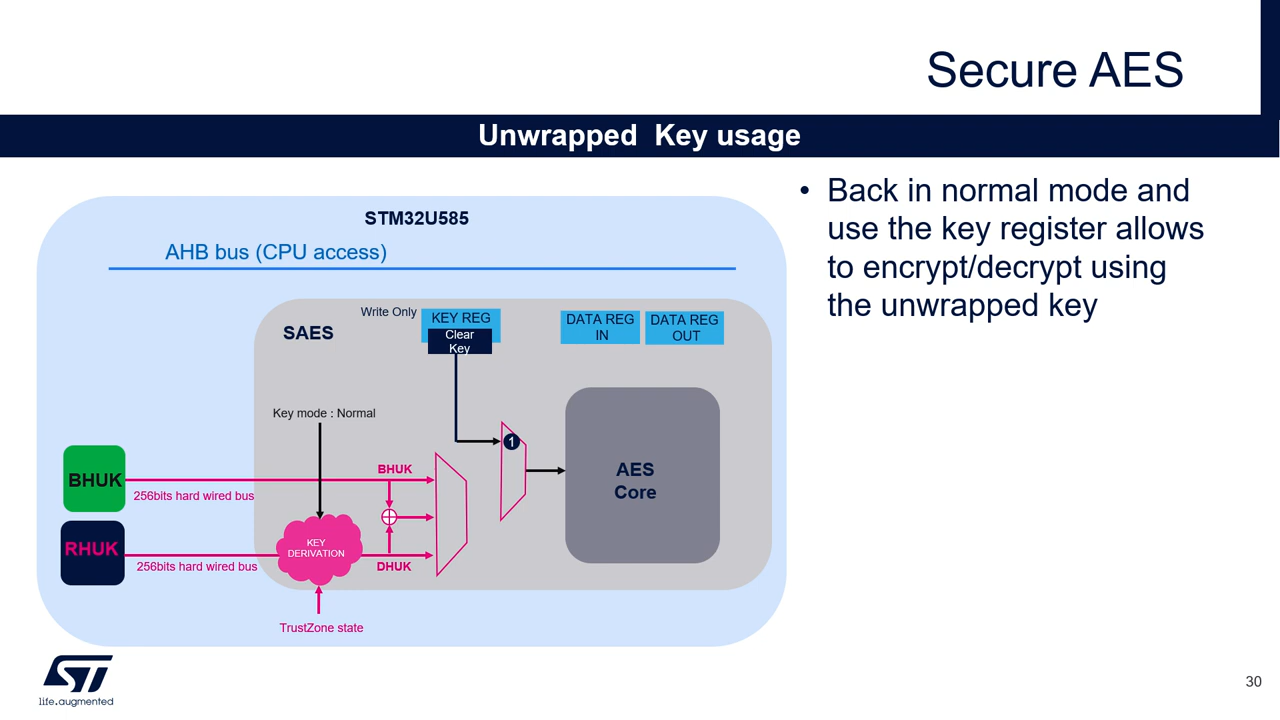 Secure AES
Unwrapped  Key usage
• Back in normal mode and
use the key register allows
to encrypt/decrypt using
the unwrapped key
STM32U585
AHB bus (CPU access)
Write Only
KEY REG
Clear
Key
DATA REG
IN
DATA REG
OUT
SAES
Key mode : Normal
1
BHUK
256bits hard wired bus
BHUK
AES
Core
RHUK
256bits hard wired bus
KEY
DERIVATION
DHUK
TrustZone state
ST
life.augmented
30